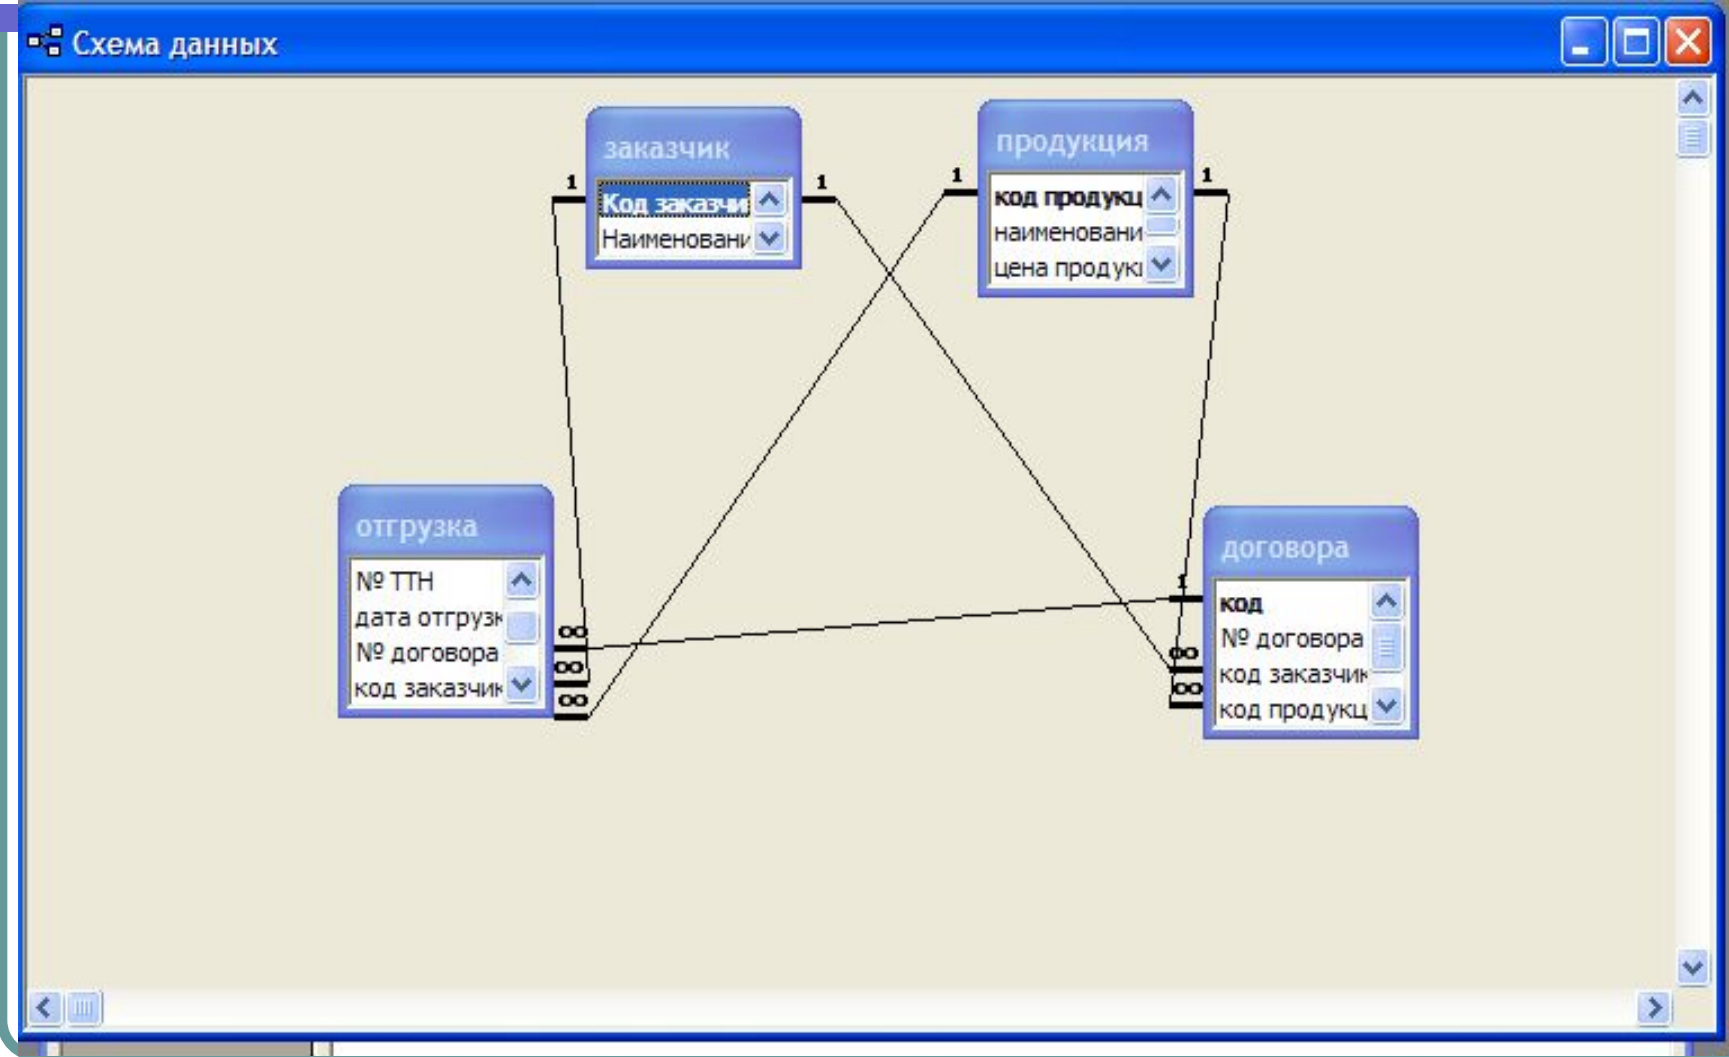 Схема данных
заказчик
1
Код заказчи
1
Наименовани
продукция
1
код продукц
1
наименовани
цена продук
отгрузка
№ ТТН
дата отгрузк
№ договора
код заказчик
∞
∞
∞
договора
1
код
№ договора
код заказчик
код продукц
∞
∞